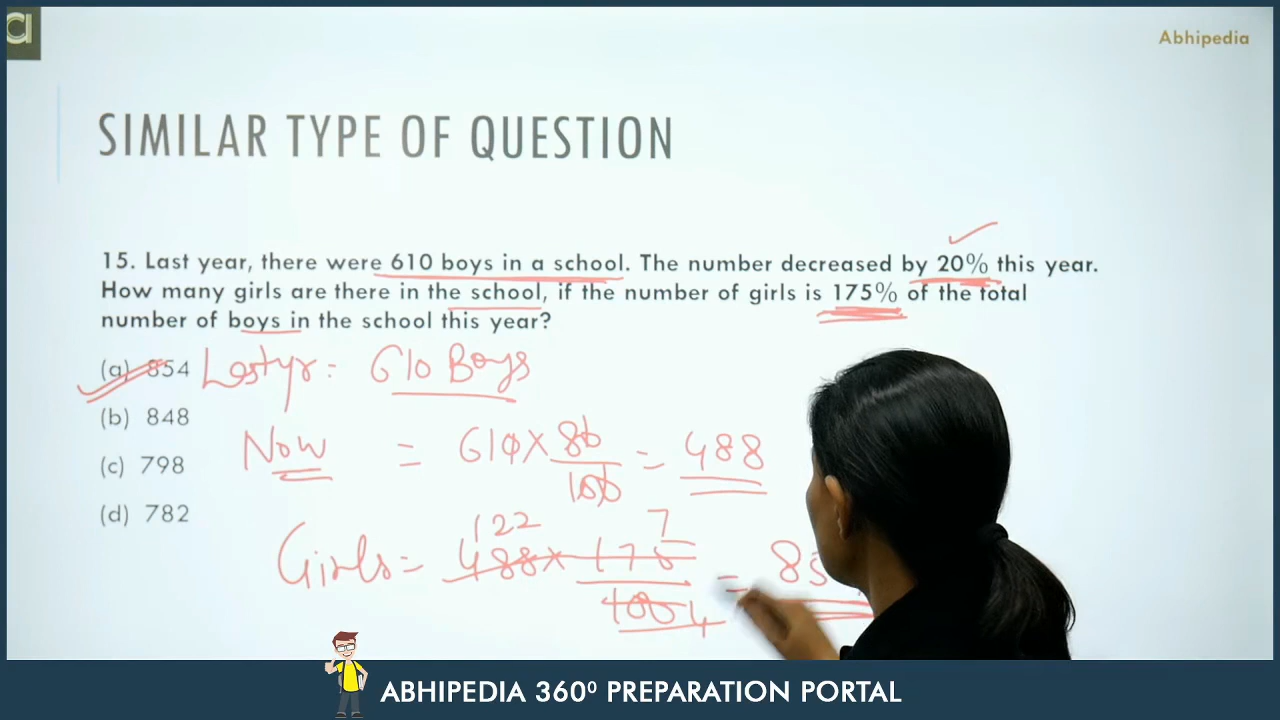 a
Abhipedia
SIMILAR TYPE OF QUESTION
15. Last year, there were 610 boys in a school. The number decreased by 20% this year.
How many girls are there in the school, if the number of girls is 175% of the total
number of boys in the school this year?
(a) 854
Lastyr = 610 Boys
(b) 848
Now = 610 × 80/100 = 488
(c) 798
(d) 782
122 7
Girls = 488 × 175/100 = 85
4
ABHIPEDIA 360⁰ PREPARATION PORTAL